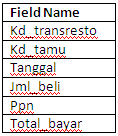 Field Name
Kd_transresto
Kd_tamu
Tanggal
Jml_beli
Ppn
Total_bayar